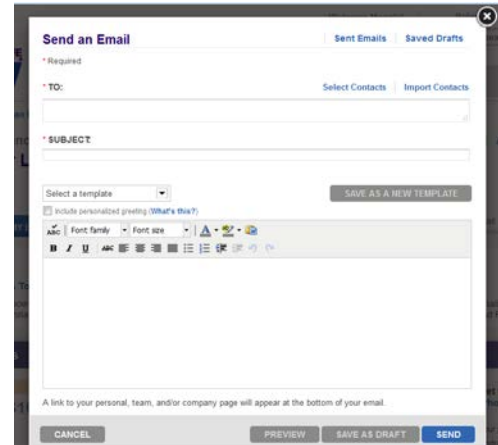 Send an Email
Sent Emails
Saved Drafts
* Required
* TO:
Select Contacts
Import Contacts
* SUBJECT:
Select a template
SAVE AS A NEW TEMPLATE
Include personalized greeting (What's this?)
ABC Font family Font size A
B I U ABC
A link to your personal, team, and/or company page will appear at the bottom of your email.
CANCEL
PREVIEW
SAVE AS DRAFT
SEND